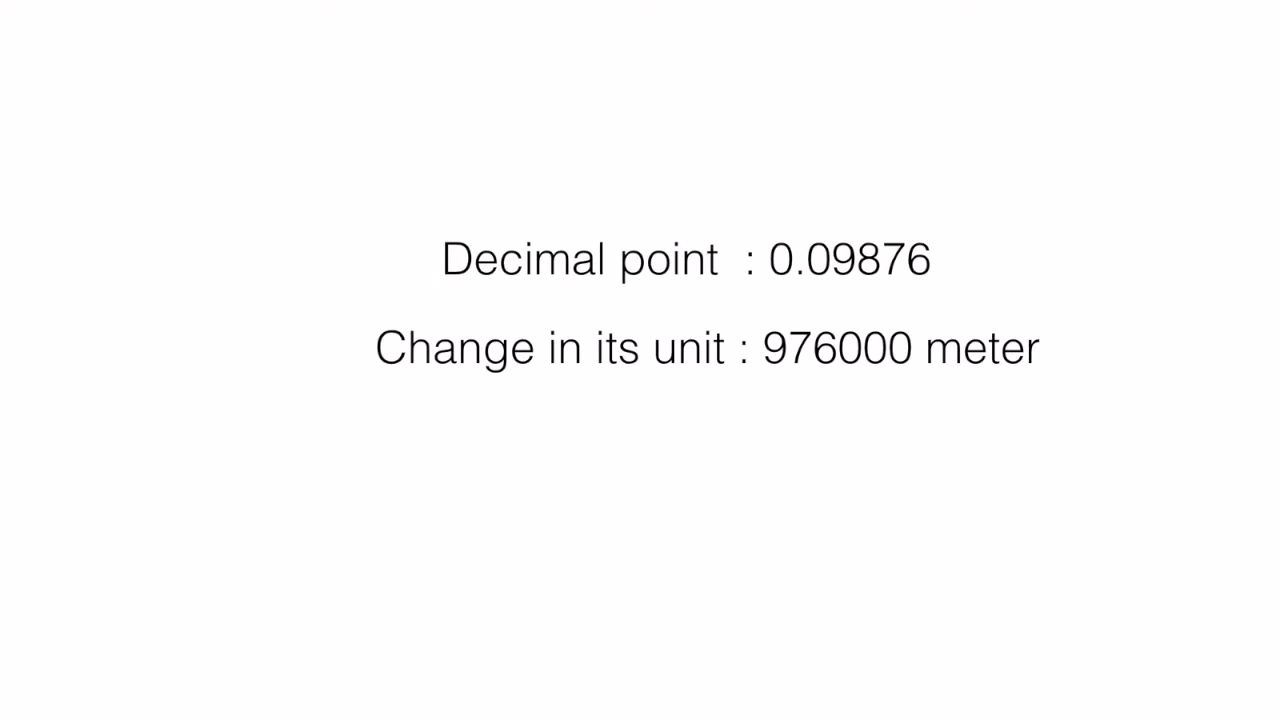 Decimal point : 0.09876
Change in its unit : 976000 meter